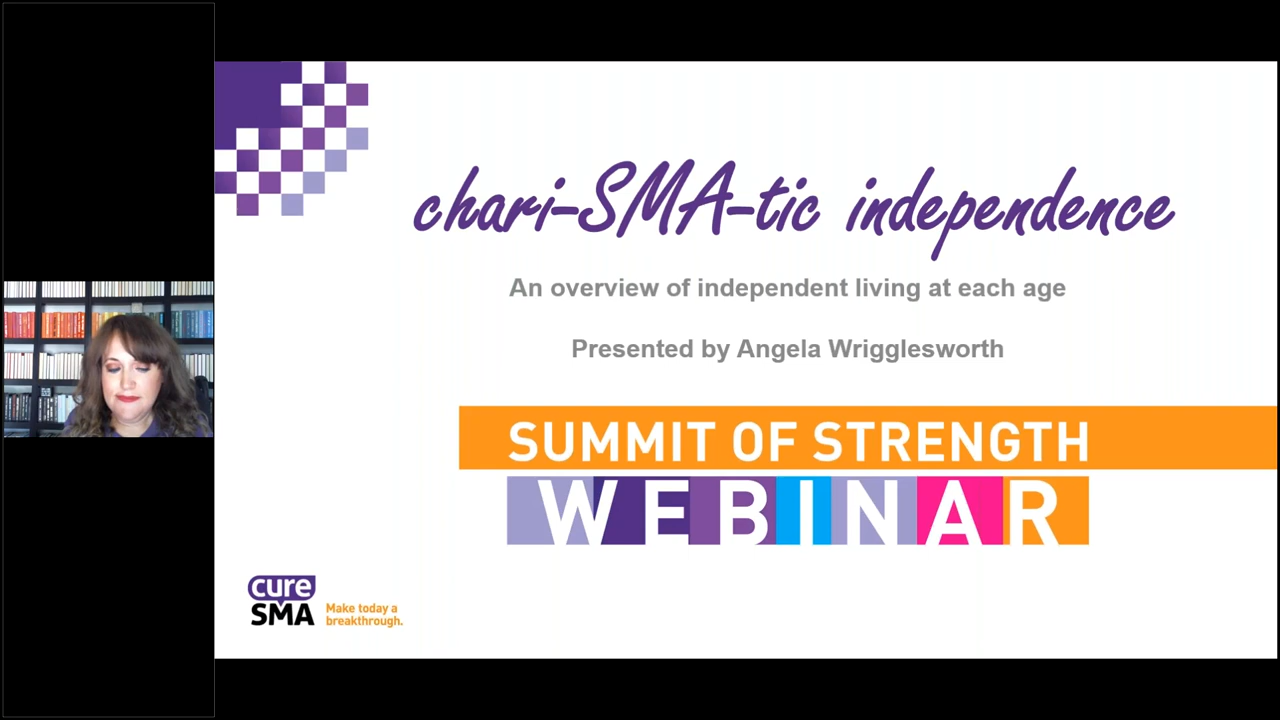 chari-SMA-tic independence
An overview of independent living at each age
Presented by Angela Wrigglesworth
SUMMIT OF STRENGTH
WEBINAR
cure
SMA
Make today a
breakthrough.